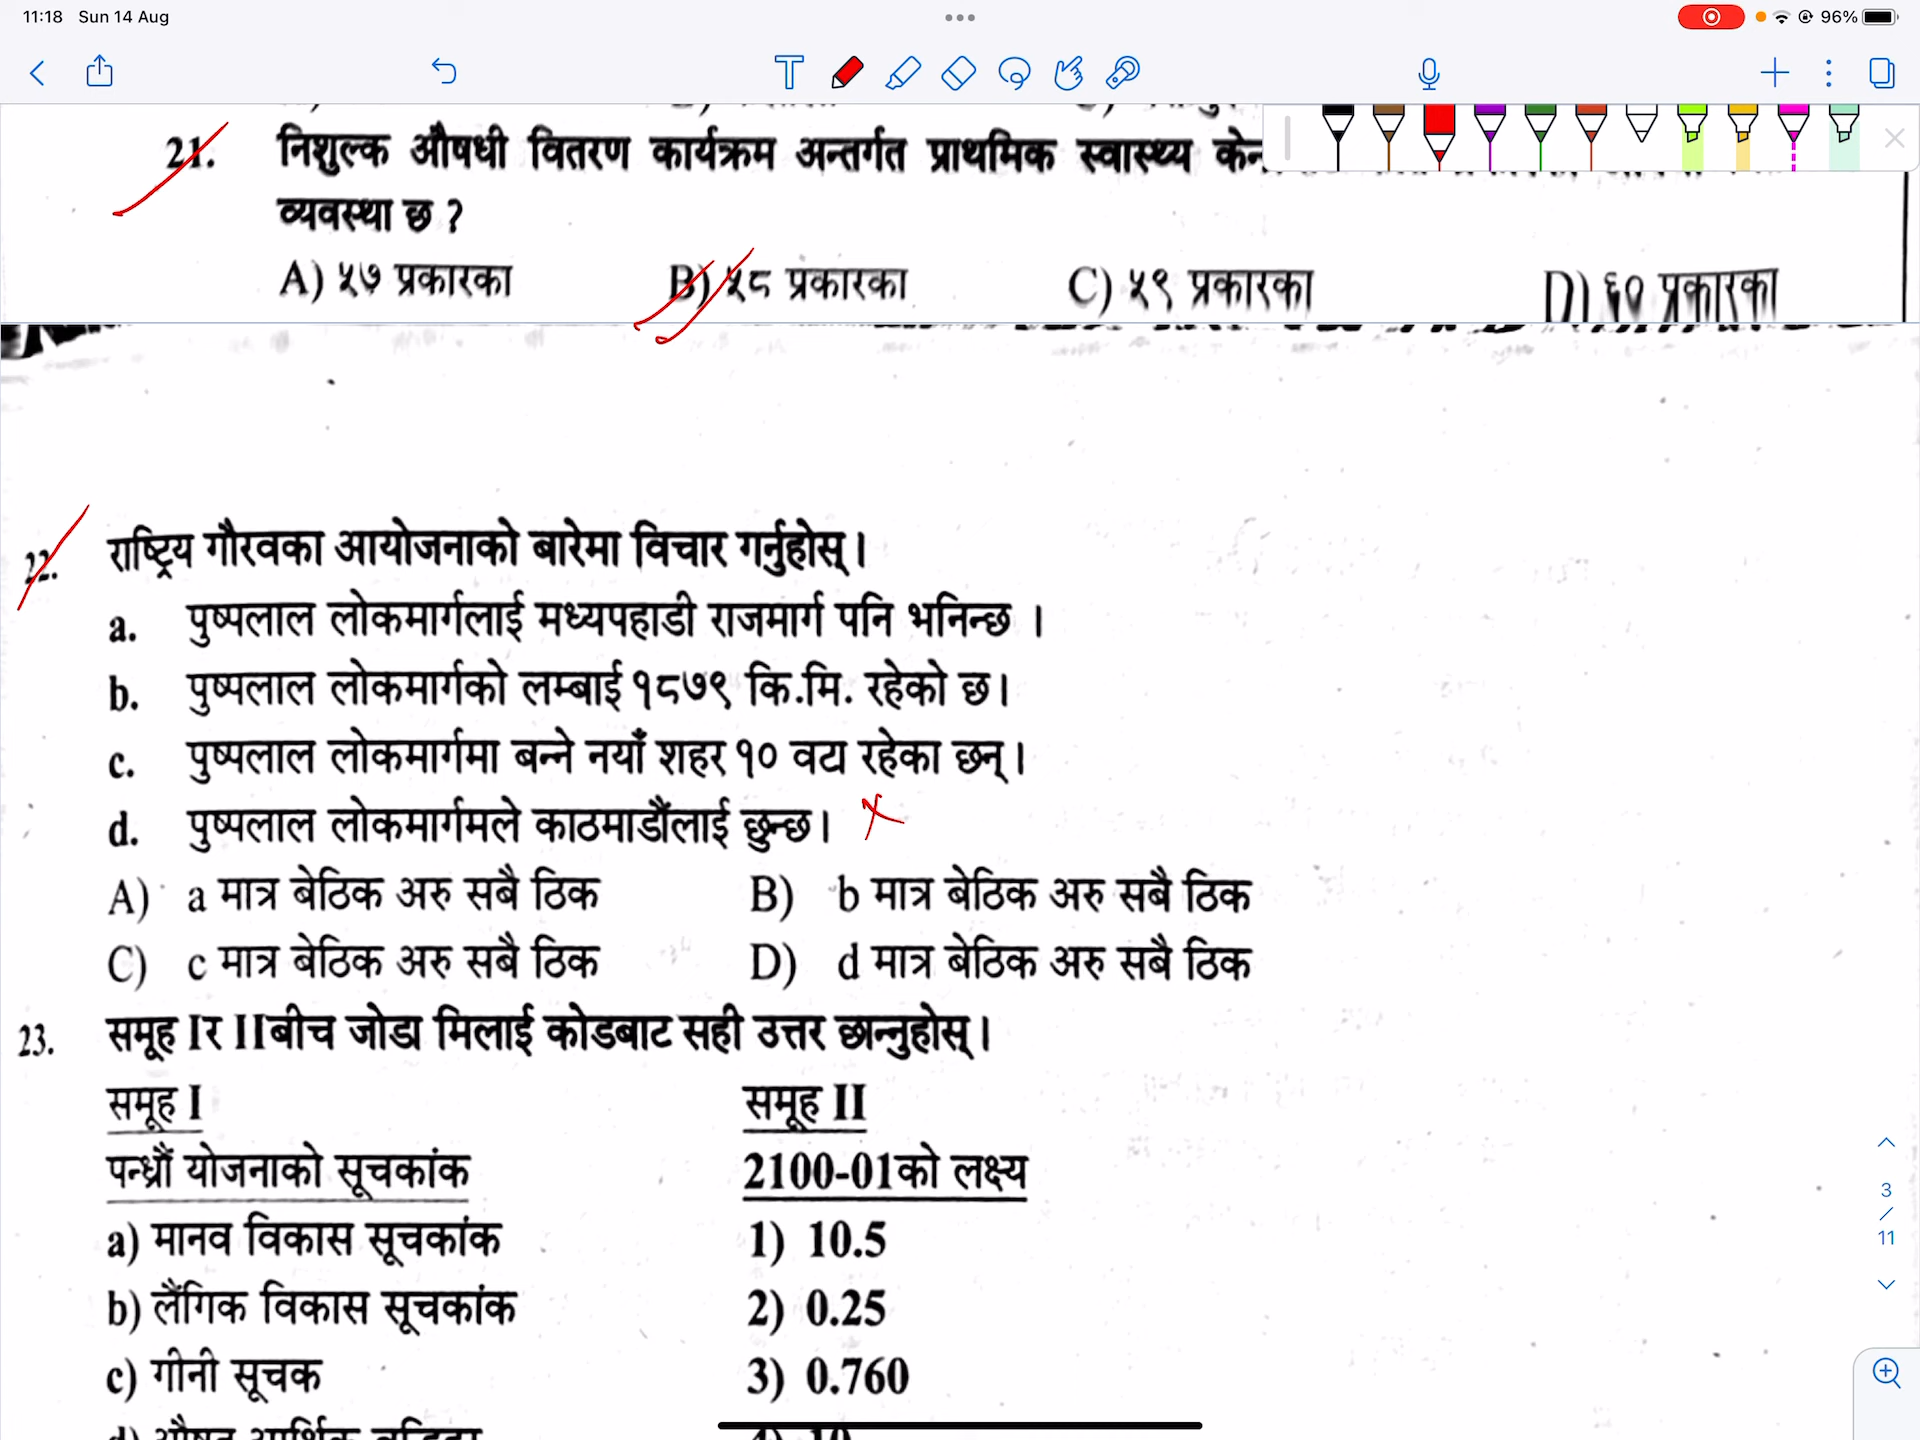 11:18 Sun 14 Aug
96%
21. निशुल्क औषधी वितरण कार्यक्रम अन्तर्गत प्राथमिक स्वास्थ्य
व्यवस्था छ ?
A) ५७ प्रकारका B) ५८ प्रकारका C) ५९ प्रकारका D) ६० प्रकारका
22. राष्ट्रिय गौरवका आयोजनाको बारेमा विचार गर्नुहोस्।
a. पुष्पलाल लोकमार्गलाई मध्यपहाडी राजमार्ग पनि भनिन्छ ।
b. पुष्पलाल लोकमार्गको लम्बाई १८७९ कि.मि. रहेको छ।
c. पुष्पलाल लोकमार्गमा बन्ने नयाँ शहर १० वटा रहेका छन्।
d. पुष्पलाल लोकमार्गमले काठमाडौंलाई छुन्छ।
A) a मात्र बेठिक अरु सबै ठिक B) b मात्र बेठिक अरु सबै ठिक
C) c मात्र बेठिक अरु सबै ठिक D) d मात्र बेठिक अरु सबै ठिक
23. समूह I र II बीच जोडा मिलाई कोडबाट सही उत्तर छान्नुहोस्।
समूह I समूह II
पन्ध्रौं योजनाको सूचकांक 2100-01को लक्ष्य
a) मानव विकास सूचकांक 1) 10.5
b) लैंगिक विकास सूचकांक 2) 0.25
c) गीनी सूचक 3) 0.760
3
/
11